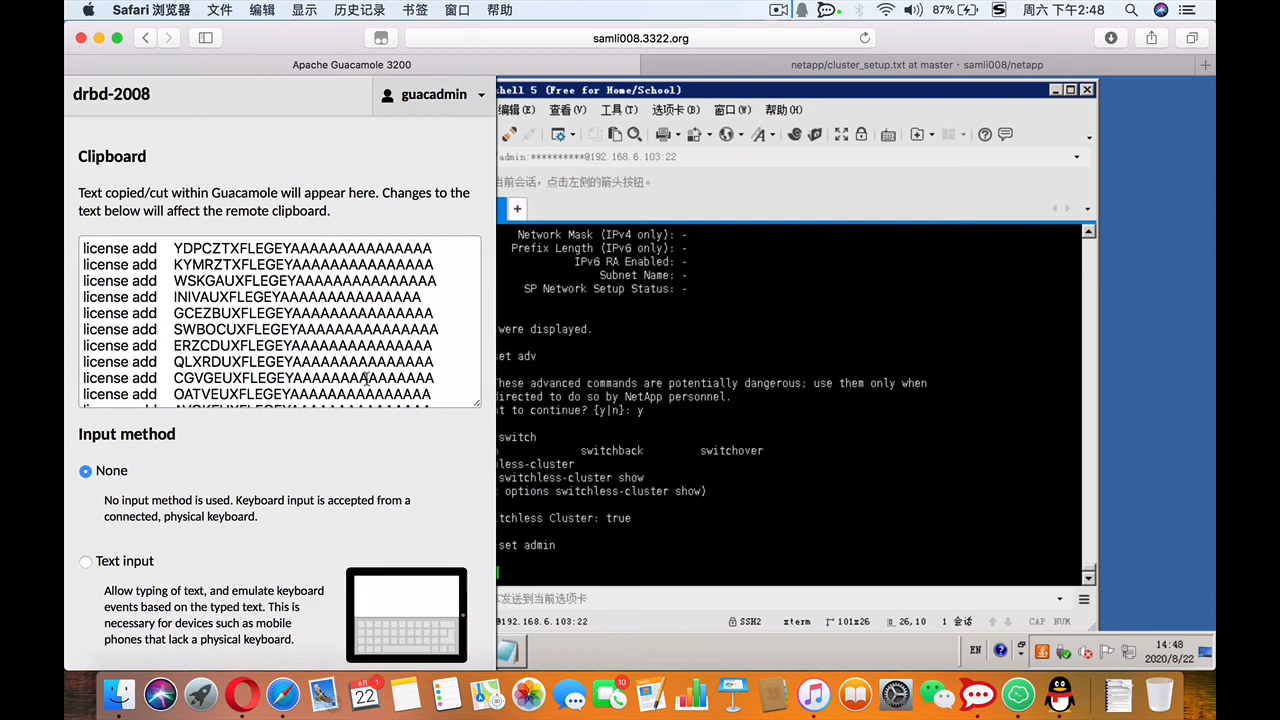 Safari 浏览器 文件 编辑 显示 历史记录 书签 窗口 帮助 87% 周六 下午2:48
samli008.3322.org
Apache Guacamole 3200 netapp/cluster_setup.txt at master · samli008/netapp
drbd-2008 guacadmin
Clipboard
Text copied/cut within Guacamole will appear here. Changes to the
text below will affect the remote clipboard.
license add YDPCZTXFLEGEYAAAAAAAAAAAAAAA
license add KYMRZTXFLEGEYAAAAAAAAAAAAAAA
license add WSKGAUXFLEGEYAAAAAAAAAAAAAAA
license add INIVAUXFLEGEYAAAAAAAAAAAAAAA
license add GCEZBUXFLEGEYAAAAAAAAAAAAAAA
license add SWBOCUXFLEGEYAAAAAAAAAAAAAAA
license add ERZCDUXFLEGEYAAAAAAAAAAAAAAA
license add QLXRDUXFLEGEYAAAAAAAAAAAAAAA
license add CGVGEUXFLEGEYAAAAAAAAAAAAAAA
license add OATVEUXFLEGEYAAAAAAAAAAAAAAA
Input method
None
No input method is used. Keyboard input is accepted from a
connected, physical keyboard.
Text input
Allow typing of text, and emulate keyboard
events based on the typed text. This is
necessary for devices such as mobile
phones that lack a physical keyboard.
shell 5 (Free for Home/School)
编辑(E) 查看(V) 工具(T) 选项卡(B) 窗口(W) 帮助(H)
admin:**********@192.168.6.103:22
当前会话，点击左侧的箭头按钮。
Network Mask (IPv4 only): -
Prefix Length (IPv6 only): -
IPv6 RA Enabled: -
Subnet Name: -
SP Network Setup Status: -
were displayed.
set adv
These advanced commands are potentially dangerous; use them only when
directed to do so by NetApp personnel.
nt to continue? {y|n}: y
switch
switchback switchover
hless-cluster
switchless-cluster show
options switchless-cluster show)
tchless Cluster: true
set admin
发送到当前选项卡
@192.168.6.103:22 SSH2 xterm 101x26 26,10 1 会话 CAP NUM
EN 14:48
2020/8/22
8月
22
10
1